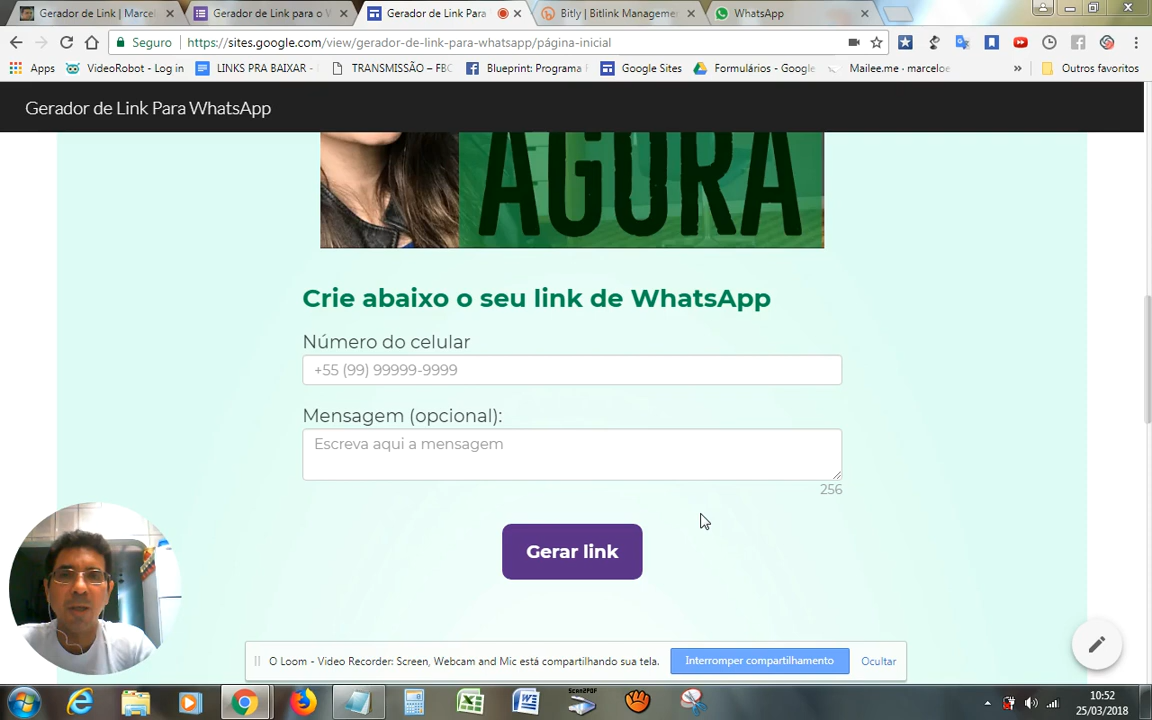 Gerador de Link | Marcel
Gerador de Link para o W
Gerador de Link Para
Bitly | Bitlink Manageme
WhatsApp
Seguro
https://sites.google.com/view/gerador-de-link-para-whatsapp/página-inicial
Apps
VideoRobot - Log in
LINKS PRA BAIXAR -
TRANSMISSÃO – FBC
Blueprint: Programa
Google Sites
Formulários - Google
Mailee.me - marceloe
»
Outros favoritos
Gerador de Link Para WhatsApp
AGORA
Crie abaixo o seu link de WhatsApp
Número do celular
+55 (99) 99999-9999
Mensagem (opcional):
Escreva aqui a mensagem
256
Gerar link
O Loom - Video Recorder: Screen, Webcam and Mic está compartilhando sua tela.
Interromper compartilhamento
Ocultar
Scan2PDF
10:52
25/03/2018